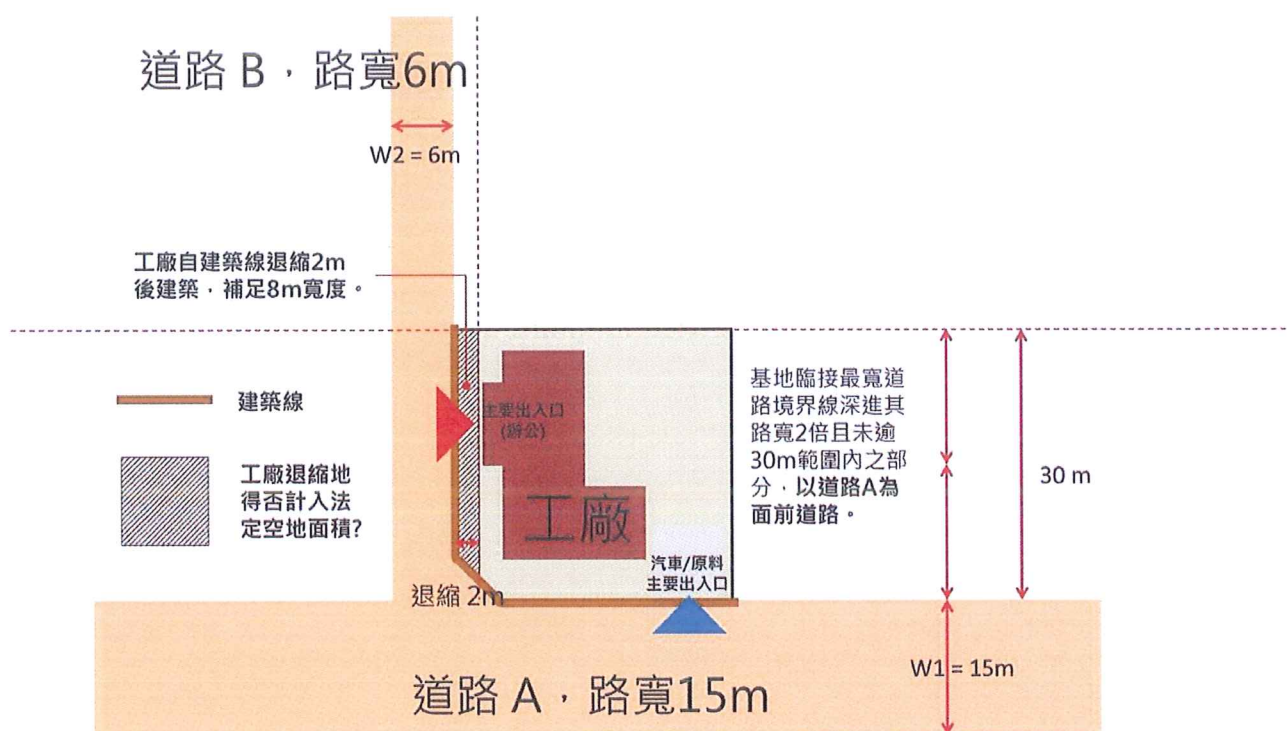 道路 B，路寬6m
W2 = 6m
工廠自建築線退縮2m
後建築，補足8m寬度。
建築線
工廠退縮地
得否計入法
定空地面積?
主要出入口
(辦公)
工廠
汽車/原料
主要出入口
退縮 2m
基地臨接最寬道
路境界線深進其
路寬2倍且未逾
30m範圍內之部
分，以道路A為
面前道路。
30 m
W1 = 15m
道路 A，路寬15m